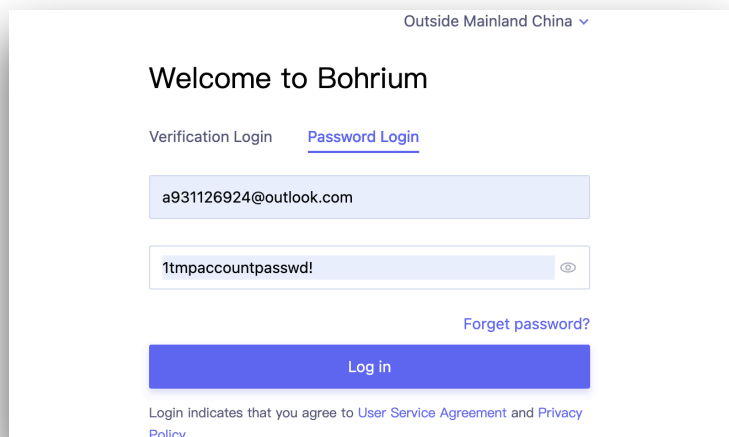 Outside Mainland China
Welcome to Bohrium
Verification Login Password Login
a931126924@outlook.com
1tmpaccountpasswd!
Forget password?
Log in
Login indicates that you agree to User Service Agreement and Privacy
Policy